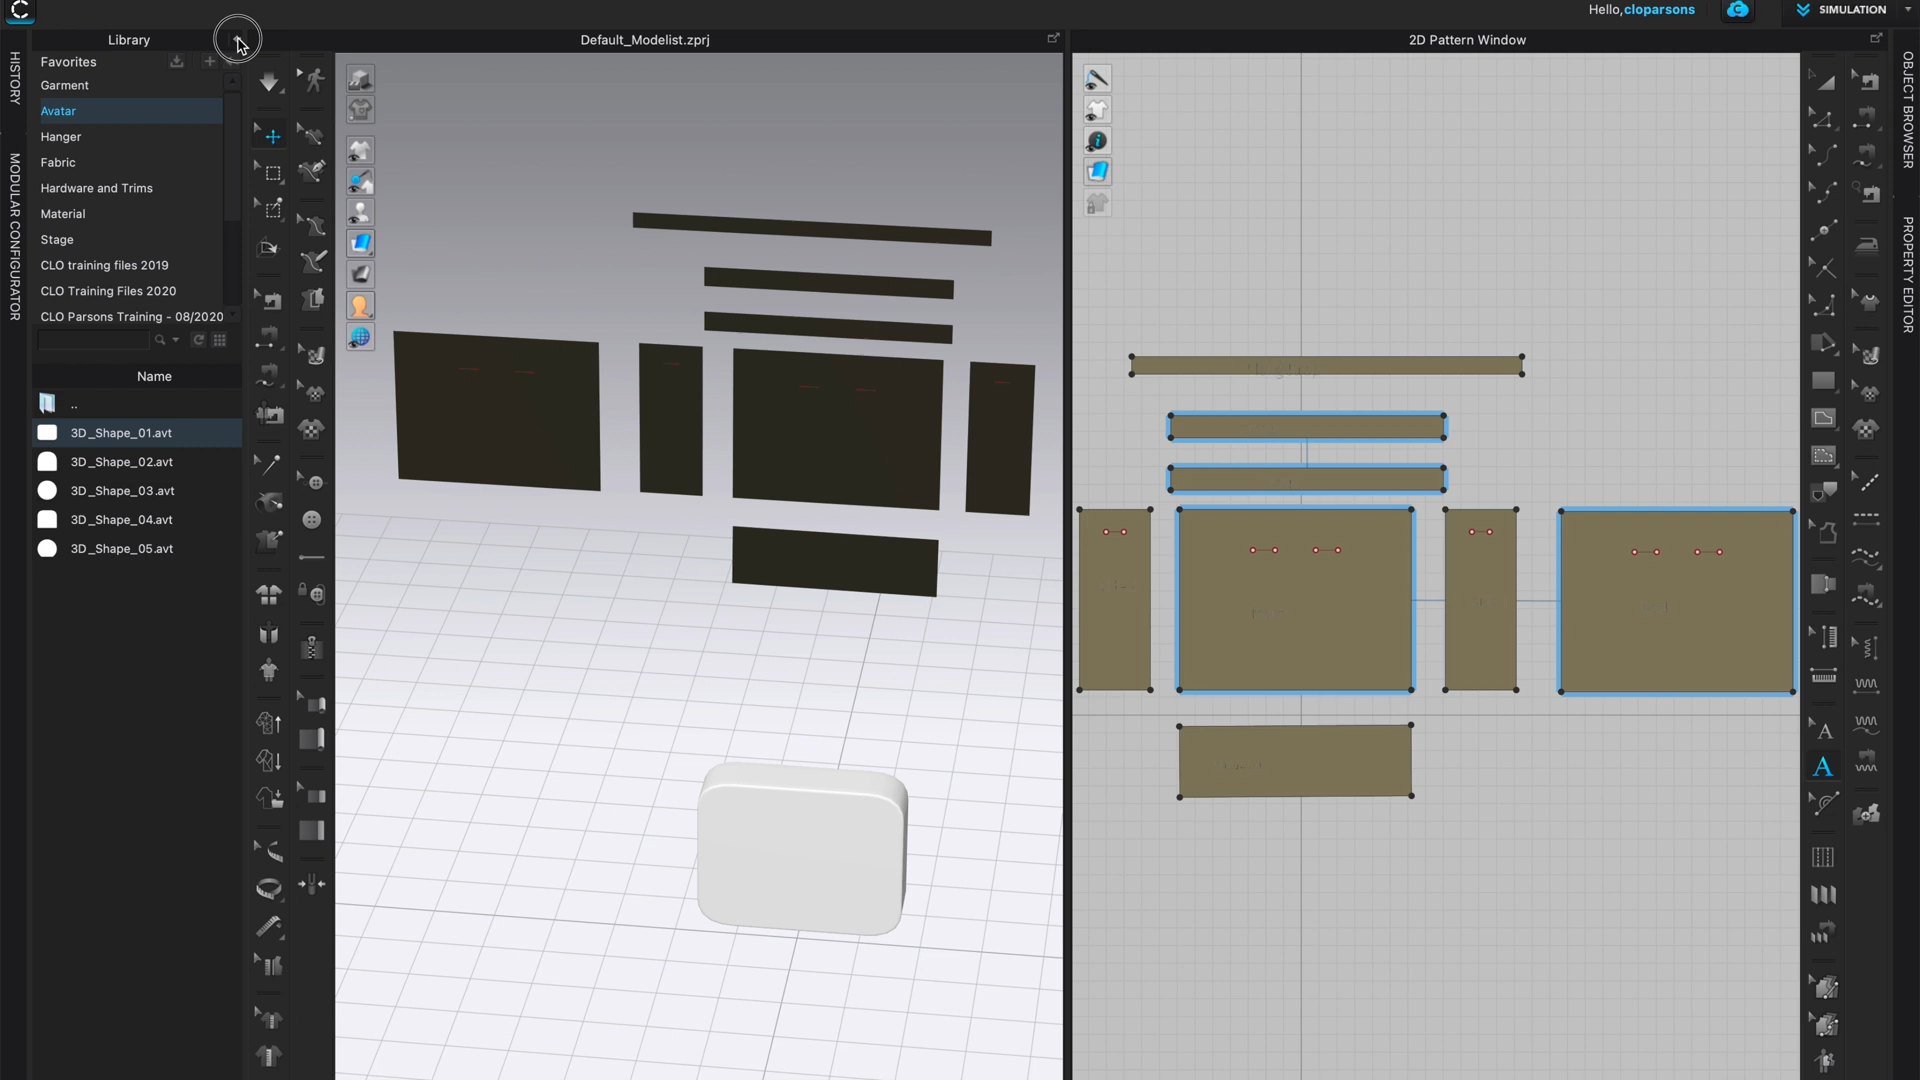 Hello,cloparsons
SIMULATION
Library
Default_Modelist.zprj
2D Pattern Window
HISTORY
MODULAR CONFIGURATOR
Favorites
Garment
Avatar
Hanger
Fabric
Hardware and Trims
Material
Stage
CLO training files 2019
CLO Training Files 2020
CLO Parsons Training - 08/2020
Name
..
3D_Shape_01.avt
3D_Shape_02.avt
3D_Shape_03.avt
3D_Shape_04.avt
3D_Shape_05.avt
OBJECT BROWSER
PROPERTY EDITOR
A
A